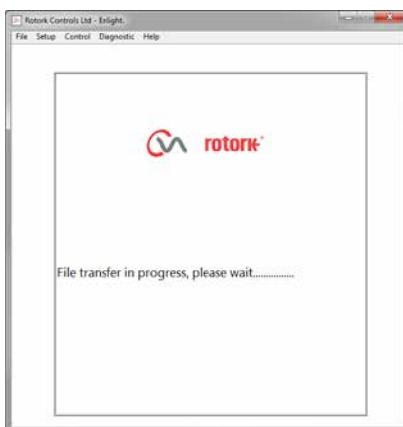 Rotork Controls Ltd - Enlight.
File Setup Control Diagnostic Help
rotork
File transfer in progress, please wait...............